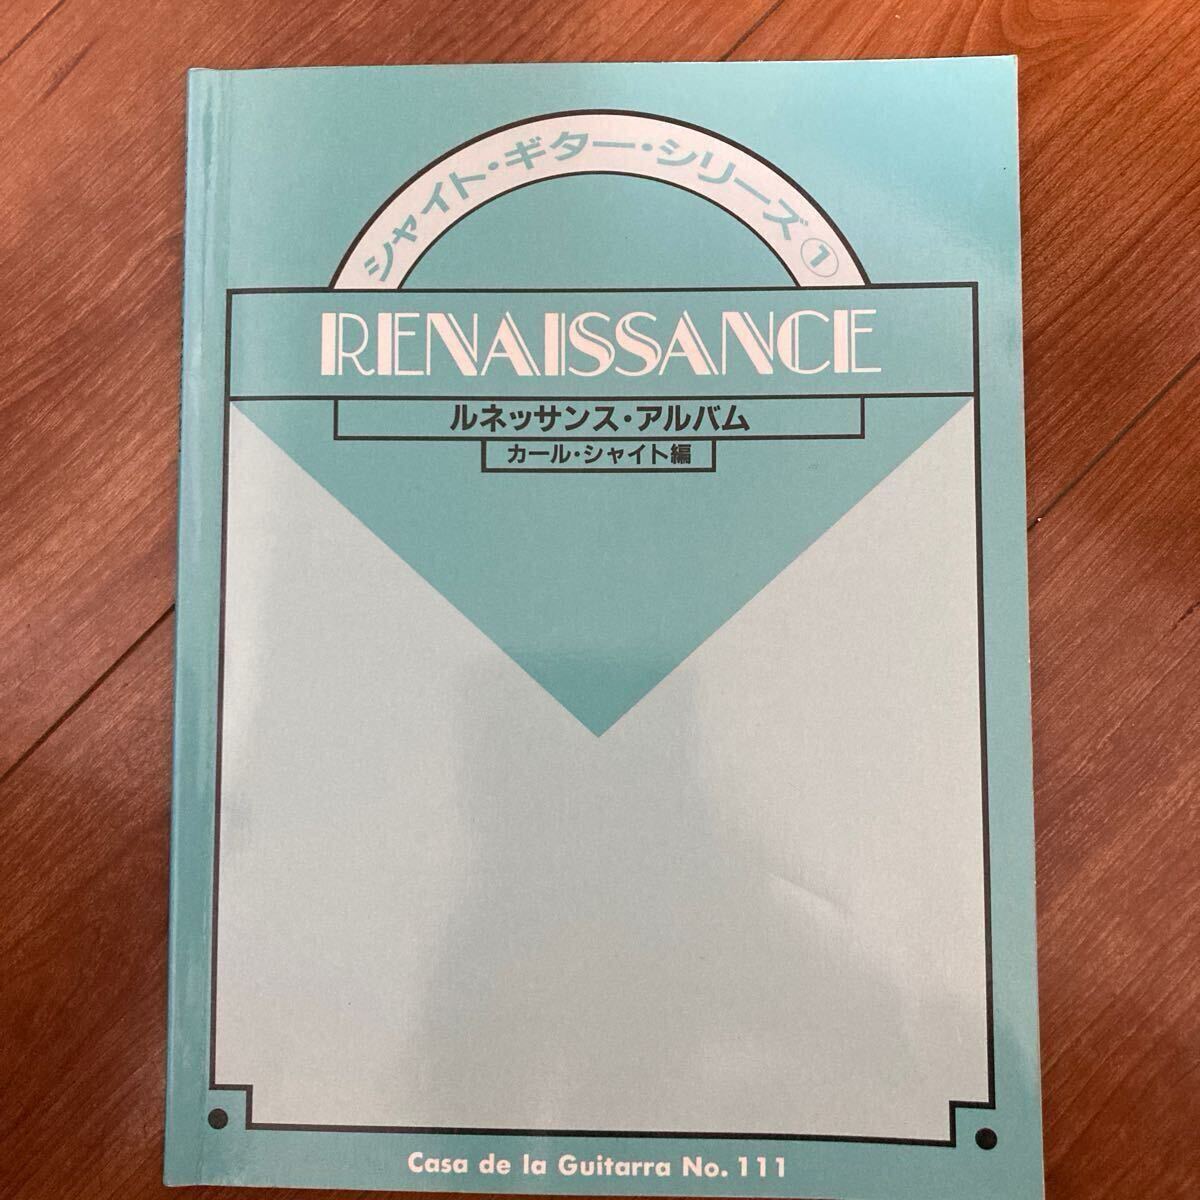 シャイト・ギター・シリーズ①
RENAISSANCE
ルネッサンス・アルバム
カール・シャイト編
Casa de la Guitarra No. 111